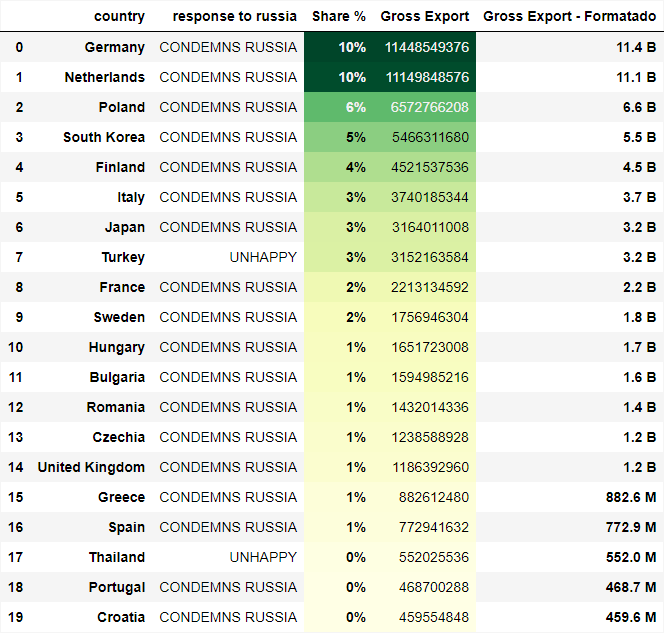 country response to russia Share % Gross Export Gross Export - Formatado
0 Germany CONDEMNS RUSSIA 10% 11448549376 11.4 B
1 Netherlands CONDEMNS RUSSIA 10% 11149848576 11.1 B
2 Poland CONDEMNS RUSSIA 6% 6572766208 6.6 B
3 South Korea CONDEMNS RUSSIA 5% 5466311680 5.5 B
4 Finland CONDEMNS RUSSIA 4% 4521537536 4.5 B
5 Italy CONDEMNS RUSSIA 3% 3740185344 3.7 B
6 Japan CONDEMNS RUSSIA 3% 3164011008 3.2 B
7 Turkey UNHAPPY 3% 3152163584 3.2 B
8 France CONDEMNS RUSSIA 2% 2213134592 2.2 B
9 Sweden CONDEMNS RUSSIA 2% 1756946304 1.8 B
10 Hungary CONDEMNS RUSSIA 1% 1651723008 1.7 B
11 Bulgaria CONDEMNS RUSSIA 1% 1594985216 1.6 B
12 Romania CONDEMNS RUSSIA 1% 1432014336 1.4 B
13 Czechia CONDEMNS RUSSIA 1% 1238588928 1.2 B
14 United Kingdom CONDEMNS RUSSIA 1% 1186392960 1.2 B
15 Greece CONDEMNS RUSSIA 1% 882612480 882.6 M
16 Spain CONDEMNS RUSSIA 1% 772941632 772.9 M
17 Thailand UNHAPPY 0% 552025536 552.0 M
18 Portugal CONDEMNS RUSSIA 0% 468700288 468.7 M
19 Croatia CONDEMNS RUSSIA 0% 459554848 459.6 M